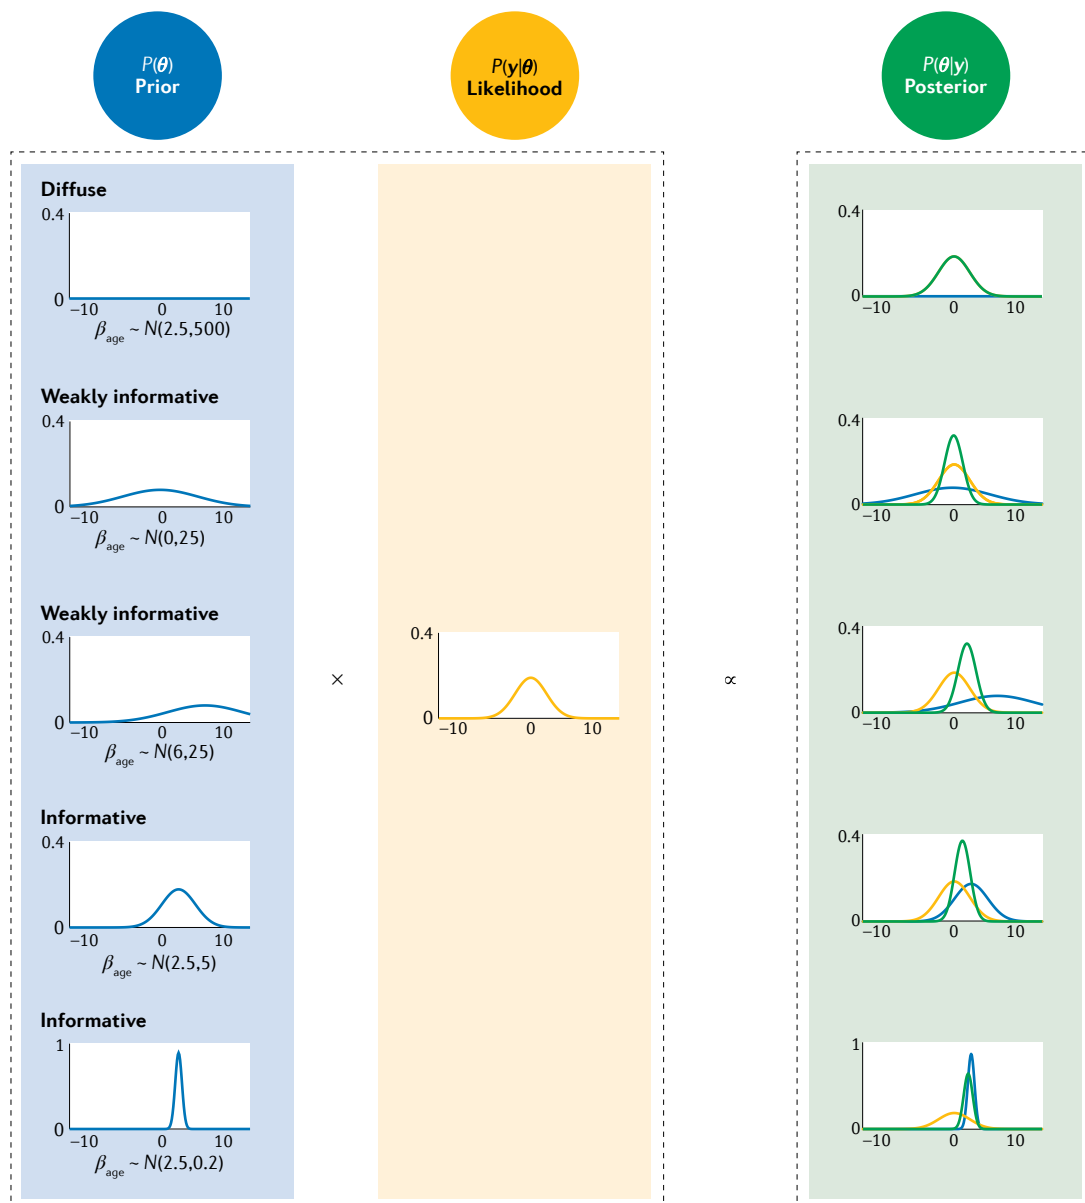 P(θ)
Prior
P(y|θ)
Likelihood
P(θ|y)
Posterior
Diffuse
0.4
0
−10 0 10
β_age ~ N(2.5,500)
Weakly informative
0.4
0
−10 0 10
β_age ~ N(0,25)
Weakly informative
0.4
0
−10 0 10
β_age ~ N(6,25)
Informative
0.4
0
−10 0 10
β_age ~ N(2.5,5)
Informative
1
0
−10 0 10
β_age ~ N(2.5,0.2)
×
0.4
0
−10 0 10
∝
0.4
0
−10 0 10
0.4
0
−10 0 10
0.4
0
−10 0 10
0.4
0
−10 0 10
1
0
−10 0 10